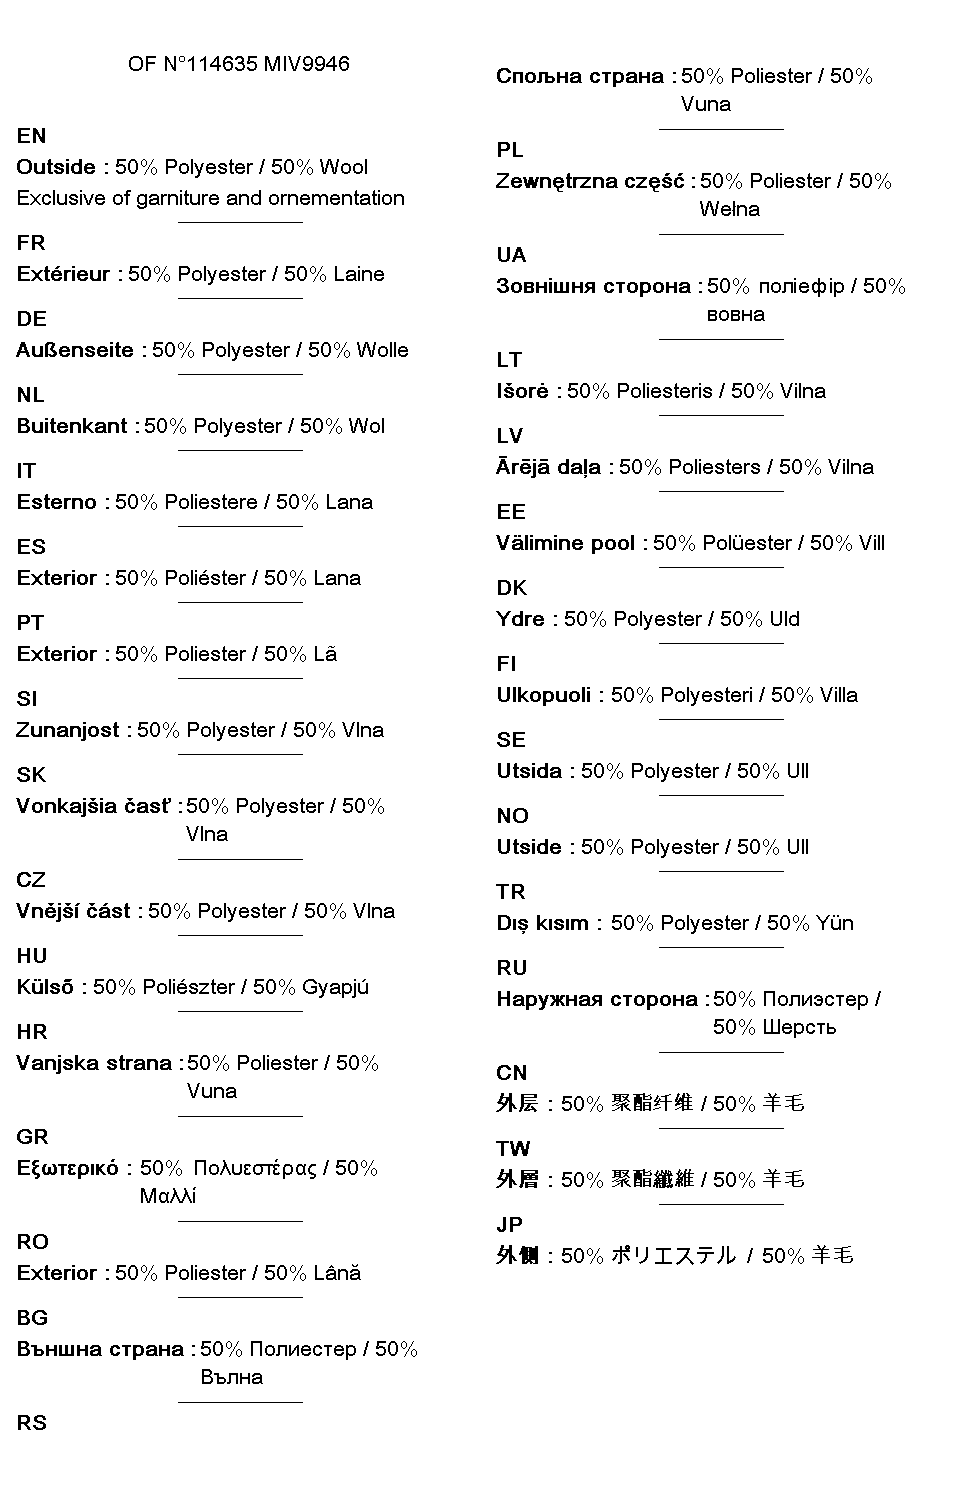 OF N°114635 MIV9946
EN
Outside : 50% Polyester / 50% Wool
Exclusive of garniture and ornementation
FR
Extérieur : 50% Polyester / 50% Laine
DE
Außenseite : 50% Polyester / 50% Wolle
NL
Buitenkant : 50% Polyester / 50% Wol
IT
Esterno : 50% Poliestere / 50% Lana
ES
Exterior : 50% Poliéster / 50% Lana
PT
Exterior : 50% Poliester / 50% Lã
SI
Zunanjost : 50% Polyester / 50% Vlna
SK
Vonkajšia časť : 50% Polyester / 50%
Vlna
CZ
Vnější část : 50% Polyester / 50% Vlna
HU
Külsõ : 50% Poliészter / 50% Gyapjú
HR
Vanjska strana : 50% Poliester / 50%
Vuna
GR
Εξωτερικό : 50% Πολυεστέρας / 50%
Μαλλί
RO
Exterior : 50% Poliester / 50% Lână
BG
Външна страна : 50% Полиестер / 50%
Вълна
RS
Спољна страна : 50% Poliester / 50%
Vuna
PL
Zewnętrzna część : 50% Poliester / 50%
Wełna
UA
Зовнішня сторона : 50% поліефір / 50%
вовна
LT
Išorė : 50% Poliesteris / 50% Vilna
LV
Ārējā daļa : 50% Poliesters / 50% Vilna
EE
Välimine pool : 50% Polüester / 50% Vill
DK
Ydre : 50% Polyester / 50% Uld
FI
Ulkopuoli : 50% Polyesteri / 50% Villa
SE
Utsida : 50% Polyester / 50% Ull
NO
Utside : 50% Polyester / 50% Ull
TR
Dış kısım : 50% Polyester / 50% Yün
RU
Наружная сторона : 50% Полиэстер /
50% Шерсть
CN
外层 : 50% 聚酯纤维 / 50% 羊毛
TW
外層 : 50% 聚酯纖維 / 50% 羊毛
JP
外側 : 50% ポリエステル / 50% 羊毛